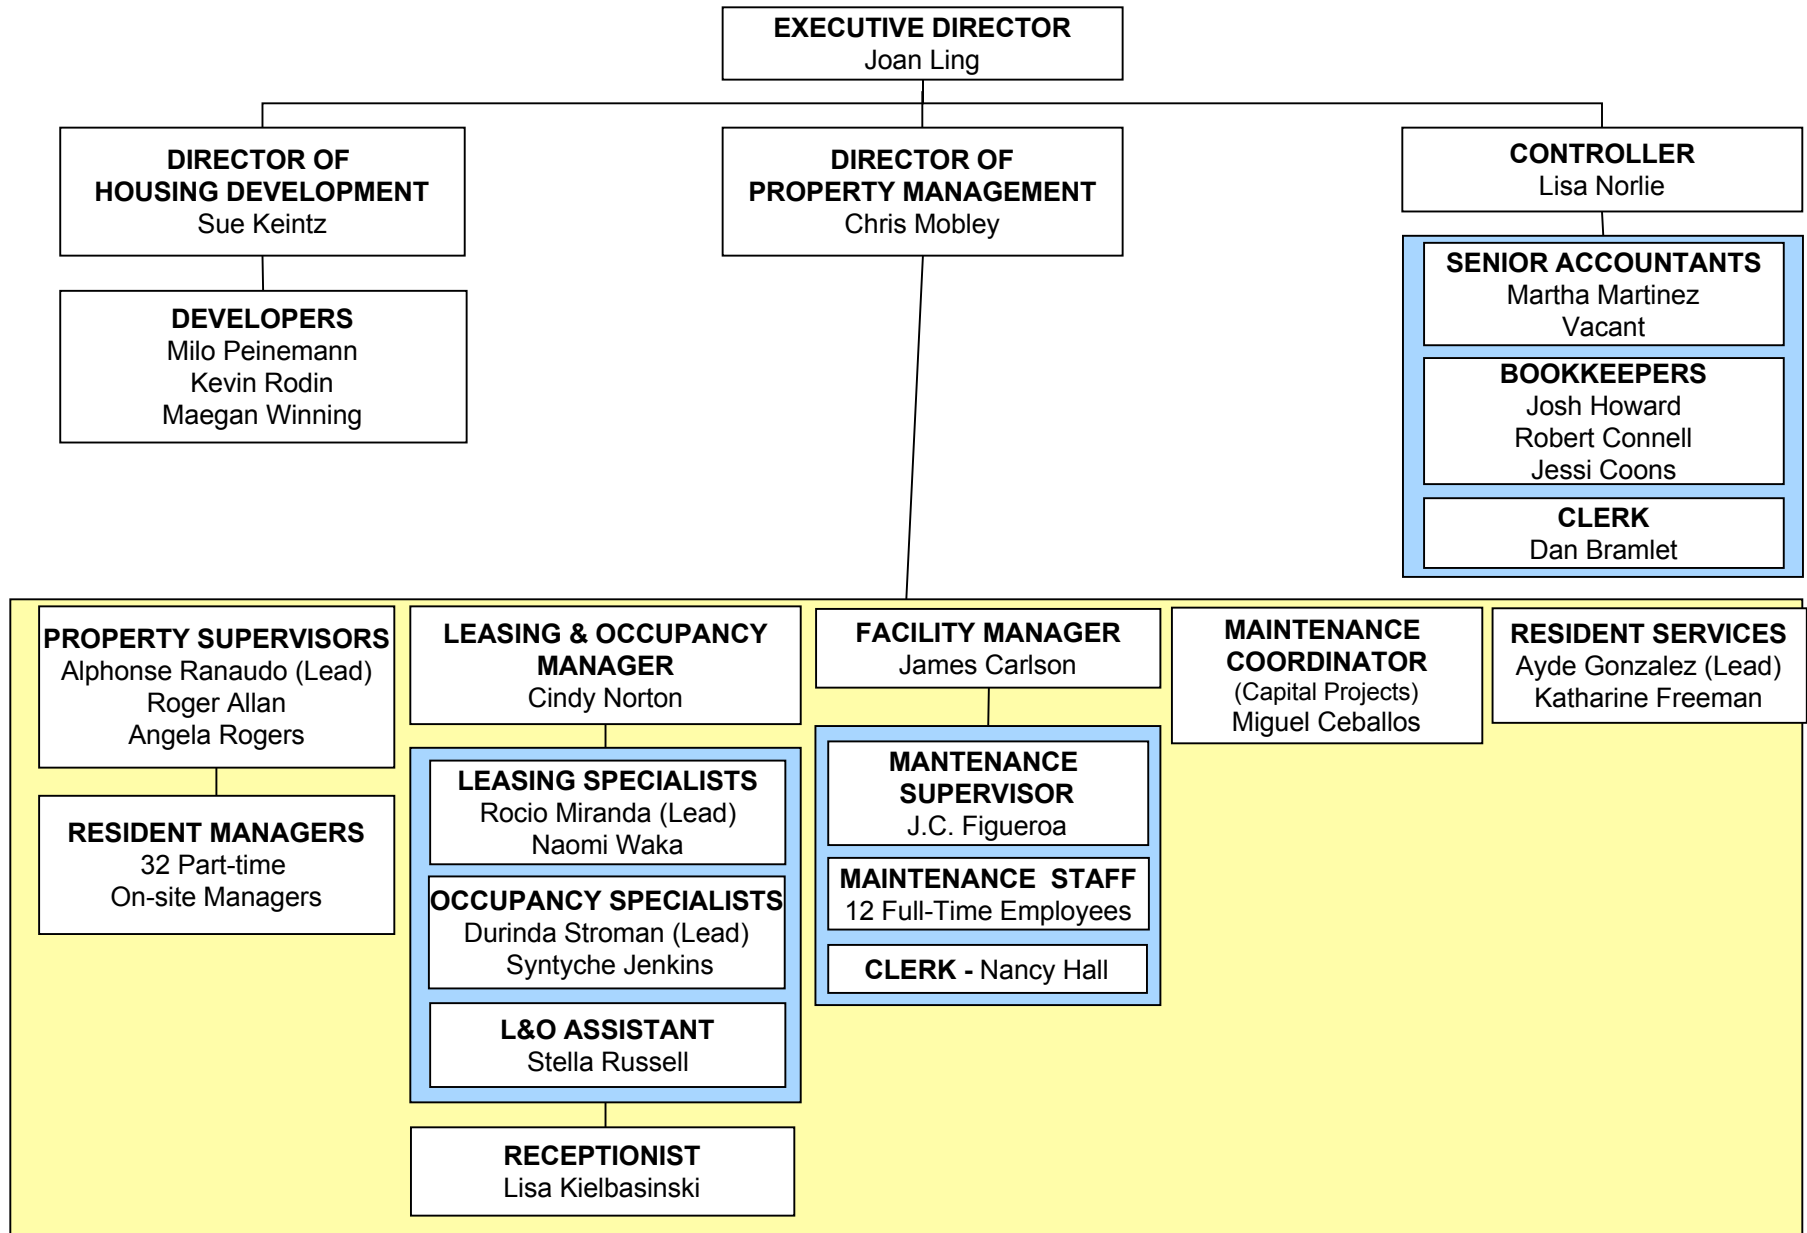 EXECUTIVE DIRECTOR
Joan Ling
DIRECTOR OF
HOUSING DEVELOPMENT
Sue Keintz
DIRECTOR OF
PROPERTY MANAGEMENT
Chris Mobley
CONTROLLER
Lisa Norlie
DEVELOPERS
Milo Peinemann
Kevin Rodin
Maegan Winning
SENIOR ACCOUNTANTS
Martha Martinez
Vacant
BOOKKEEPERS
Josh Howard
Robert Connell
Jessi Coons
CLERK
Dan Bramlet
PROPERTY SUPERVISORS
Alphonse Ranaudo (Lead)
Roger Allan
Angela Rogers
RESIDENT MANAGERS
32 Part-time
On-site Managers
LEASING & OCCUPANCY
MANAGER
Cindy Norton
LEASING SPECIALISTS
Rocio Miranda (Lead)
Naomi Waka
OCCUPANCY SPECIALISTS
Durinda Stroman (Lead)
Syntyche Jenkins
L&O ASSISTANT
Stella Russell
RECEPTIONIST
Lisa Kielbasinski
FACILITY MANAGER
James Carlson
MANTENANCE
SUPERVISOR
J.C. Figueroa
MAINTENANCE STAFF
12 Full-Time Employees
CLERK - Nancy Hall
MAINTENANCE
COORDINATOR
(Capital Projects)
Miguel Ceballos
RESIDENT SERVICES
Ayde Gonzalez (Lead)
Katharine Freeman